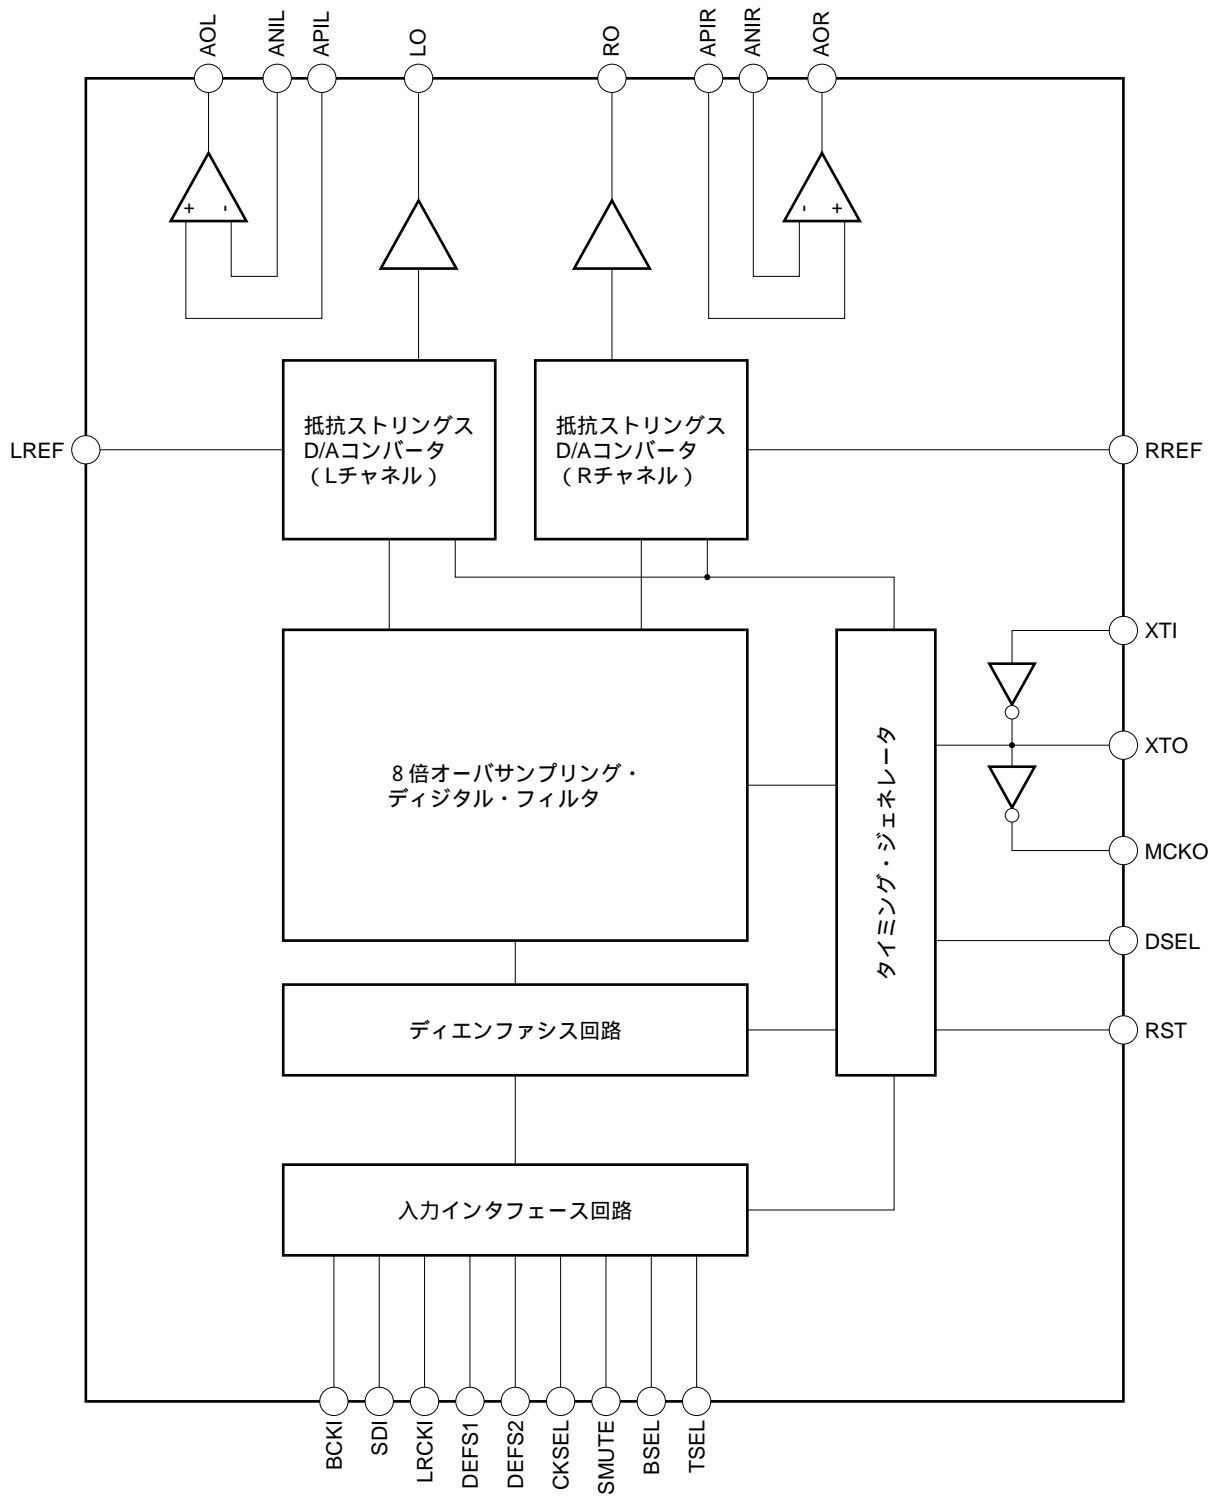 AOL
ANIL
APIL
LO
RO
APIR
ANIR
AOR
+ -
- +
抵抗ストリングス
D/Aコンバータ
(Lチャネル)
抵抗ストリングス
D/Aコンバータ
(Rチャネル)
LREF
RREF
XTI
XTO
MCKO
DSEL
RST
8倍オーバサンプリング・
ディジタル・フィルタ
タイミング・ジェネレータ
ディエンファシス回路
入力インタフェース回路
BCKI
SDI
LRCKI
DEFS1
DEFS2
CKSEL
SMUTE
BSEL
TSEL